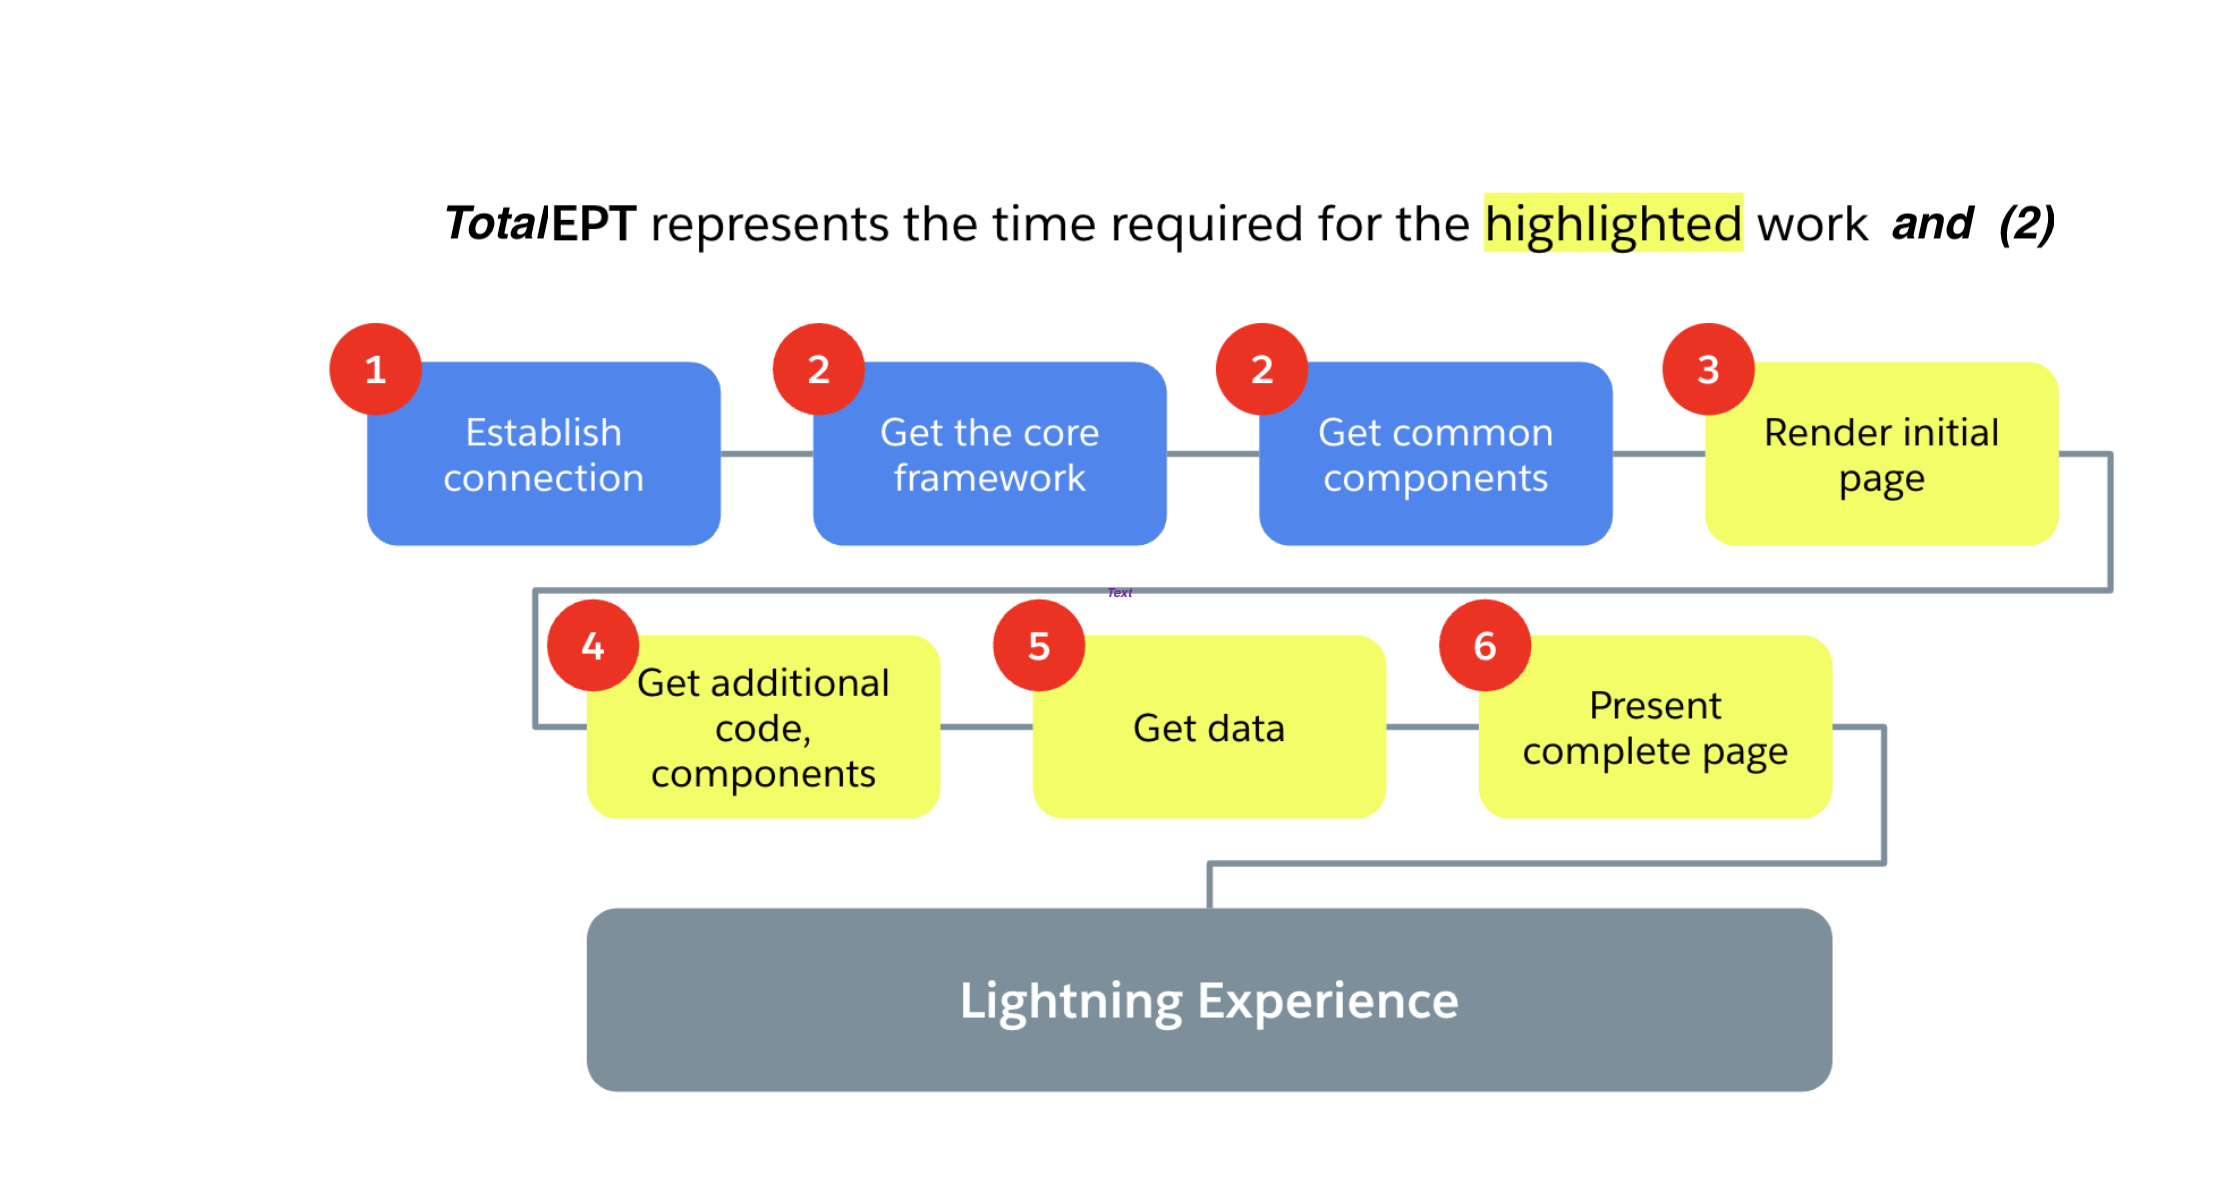 TotalEPT represents the time required for the highlighted work and (2)
1
Establish
connection
2
Get the core
framework
2
Get common
components
3
Render initial
page
Text
4
Get additional
code,
components
5
Get data
6
Present
complete page
Lightning Experience